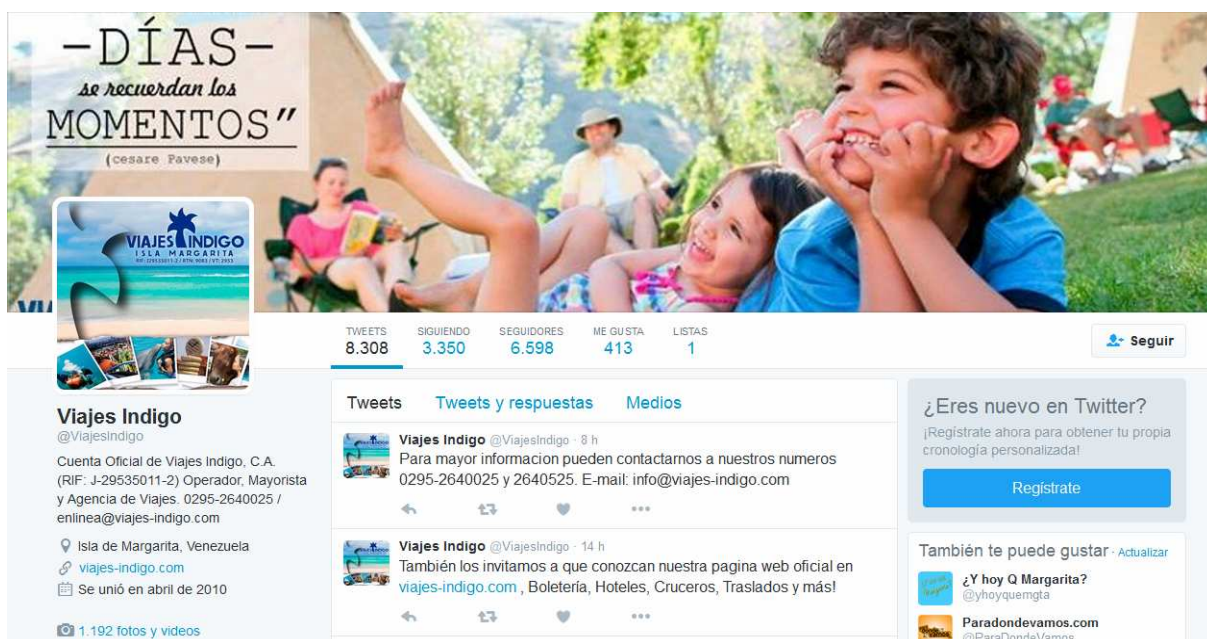 –DÍAS–
se recuerdan los
MOMENTOS”
(cesare Pavese)
VIAJES INDIGO
ISLA MARGARITA
TWEETS
8.308
SIGUIENDO
3.350
SEGUIDORES
6.598
ME GUSTA
413
LISTAS
1
Seguir
Viajes Indigo
@ViajesIndigo
Cuenta Oficial de Viajes Indigo, C.A.
(RIF: J-29535011-2) Operador, Mayorista
y Agencia de Viajes. 0295-2640025 /
enlinea@viajes-indigo.com
Isla de Margarita, Venezuela
viajes-indigo.com
Se unió en abril de 2010
1.192 fotos y videos
Tweets Tweets y respuestas Medios
Viajes Indigo @ViajesIndigo · 8 h
Para mayor informacion pueden contactarnos a nuestros numeros
0295-2640025 y 2640525. E-mail: info@viajes-indigo.com
Viajes Indigo @ViajesIndigo · 14 h
También los invitamos a que conozcan nuestra pagina web oficial en
viajes-indigo.com , Boletería, Hoteles, Cruceros, Traslados y más!
¿Eres nuevo en Twitter?
¡Regístrate ahora para obtener tu propia
cronología personalizada!
Regístrate
También te puede gustar · Actualizar
¿Y hoy Q Margarita?
@yhoyquemgta
Paradondevamos.com
@ParaDondeVamos